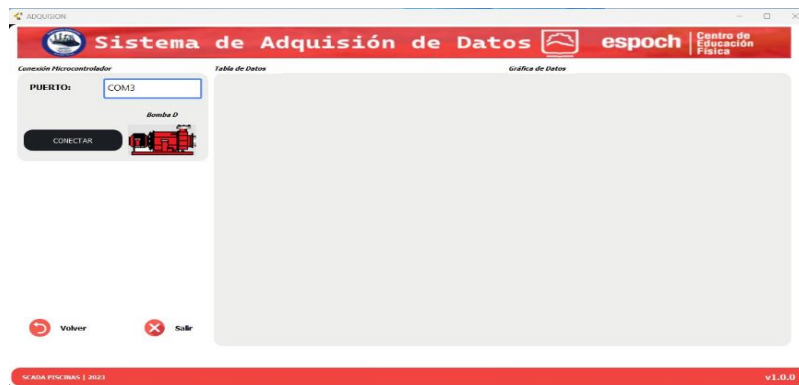 ADQUISION
Sistema de Adquisión de Datos
espoch
Centro de
Educación
Física
Conexión Microcontrolador
Tabla de Datos
Gráfica de Datos
PUERTO:
COM3
Bomba D
CONECTAR
Volver
Salir
SCADA PISCINAS | 2023
v1.0.0